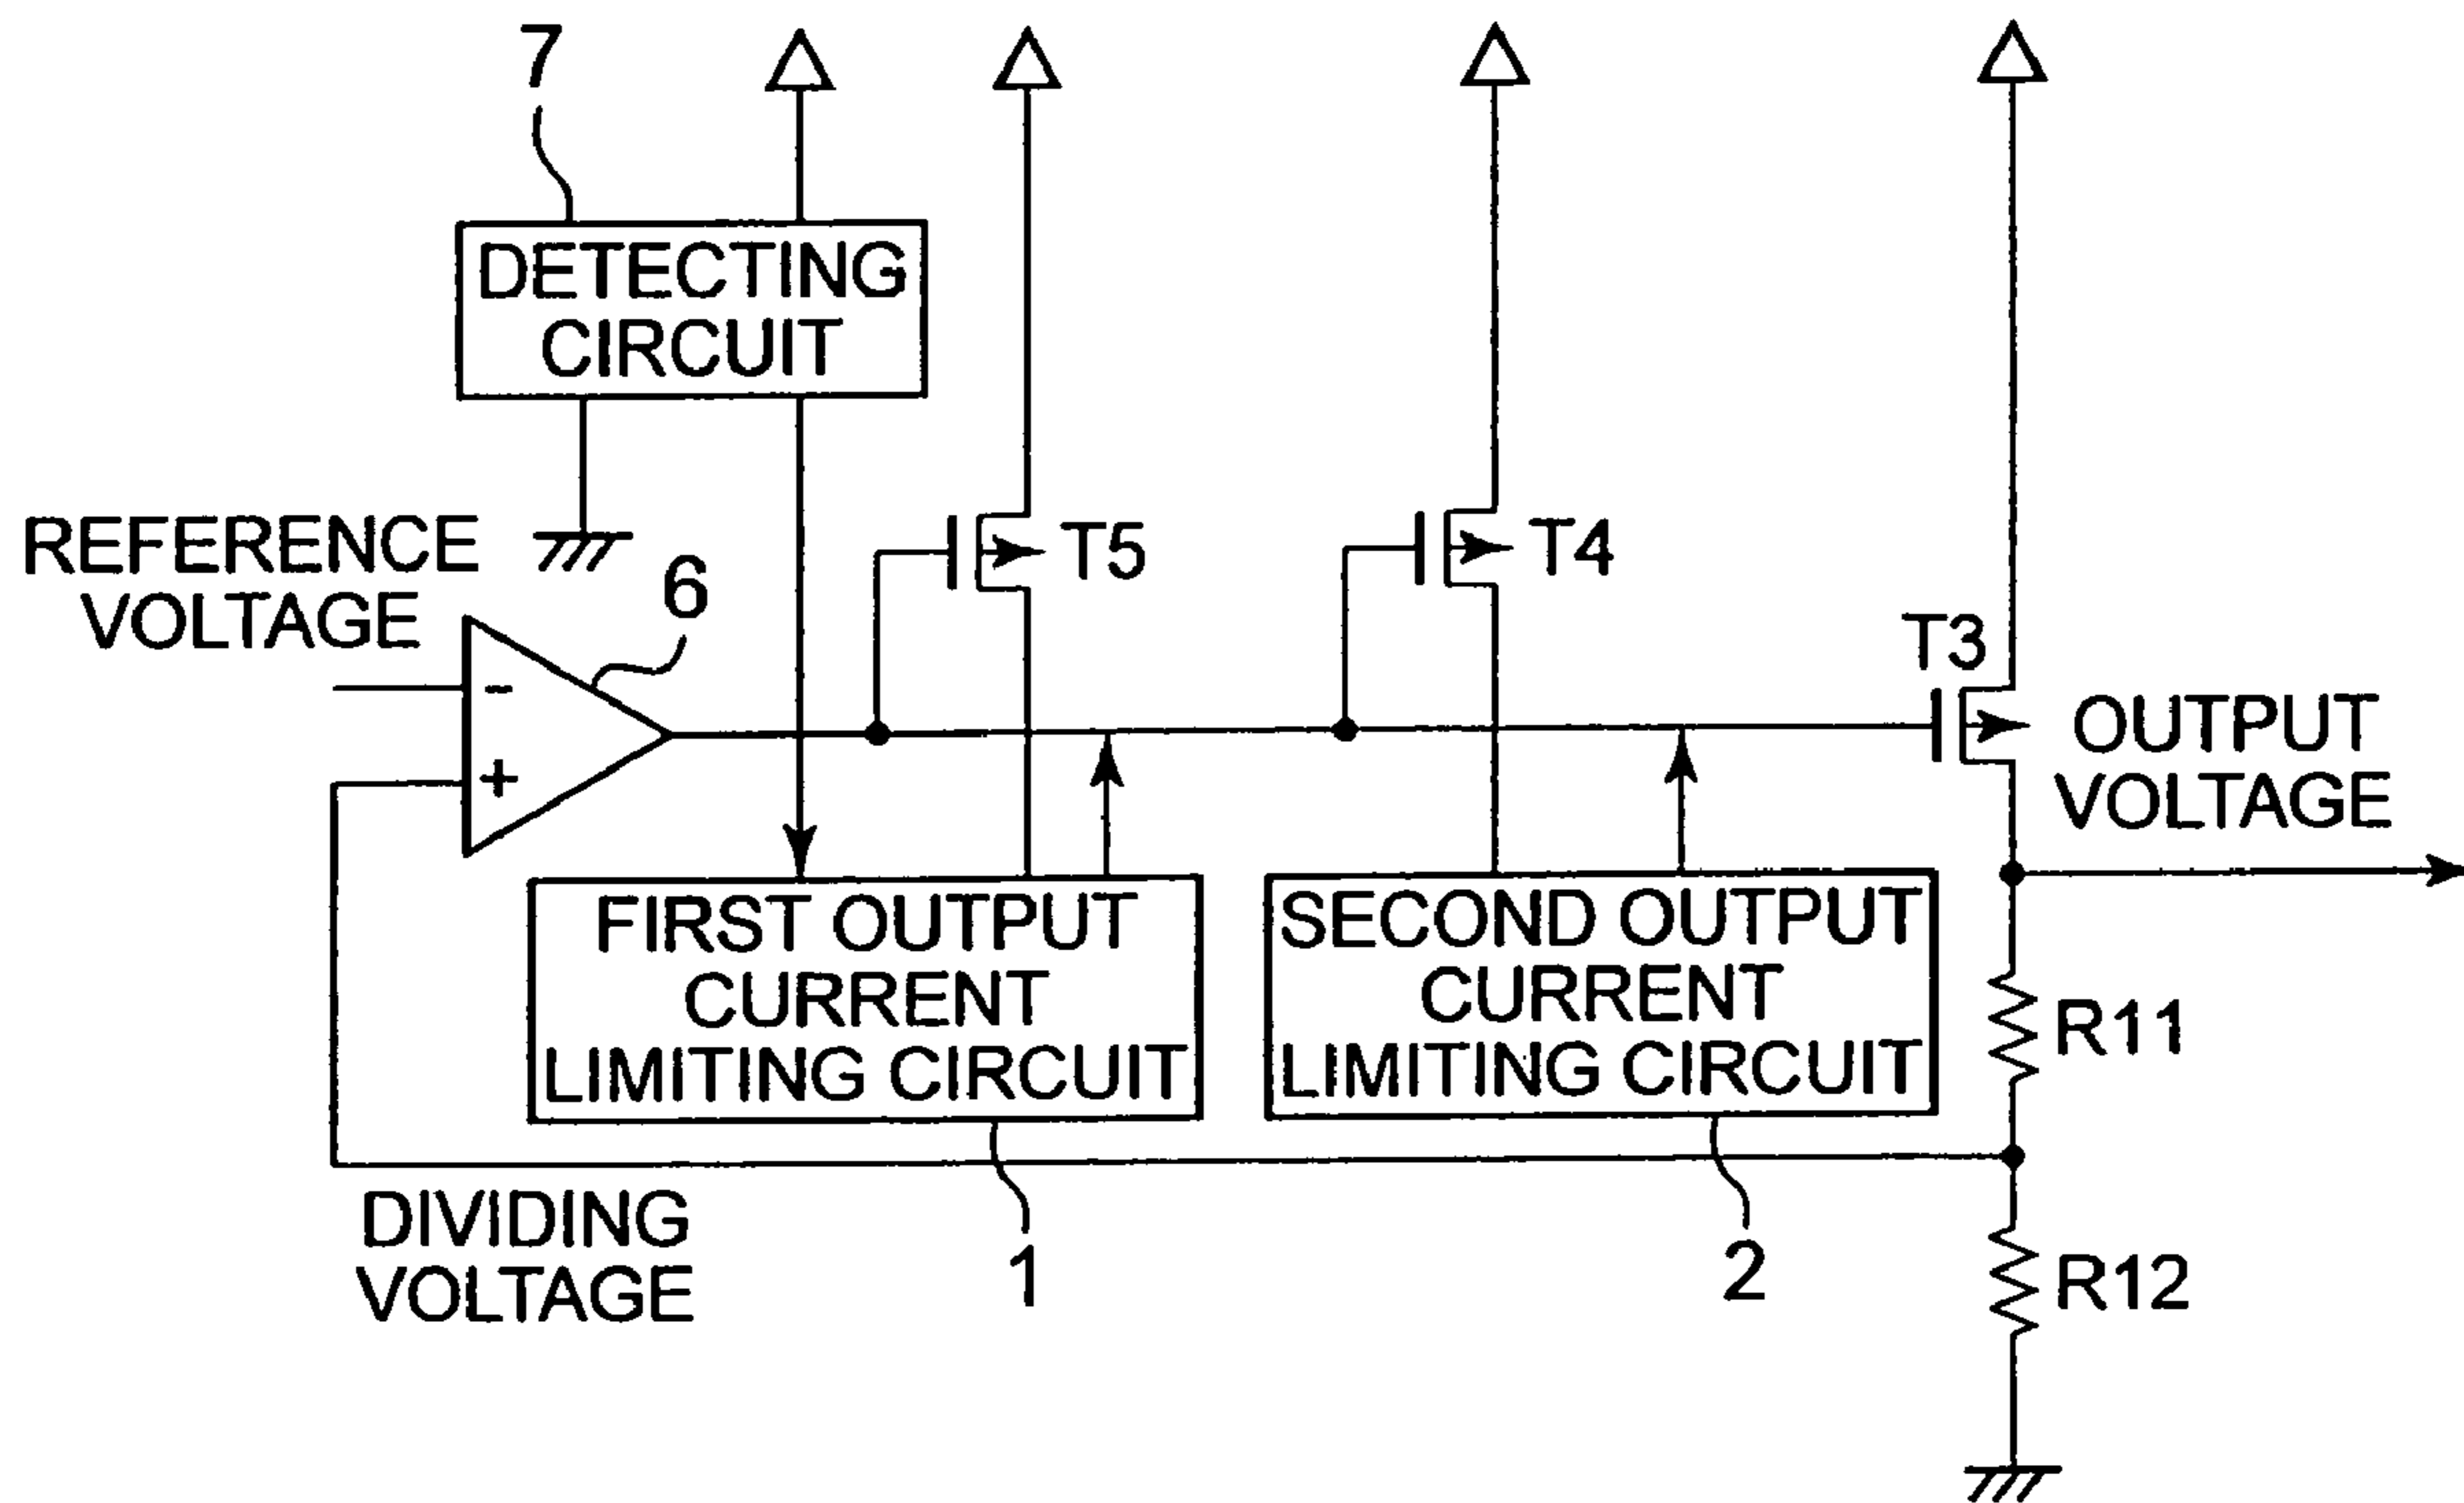 7
DETECTING
CIRCUIT
REFERENCE
VOLTAGE
6
T5
T4
T3
-
+
OUTPUT
VOLTAGE
FIRST OUTPUT
CURRENT
LIMITING CIRCUIT
SECOND OUTPUT
CURRENT
LIMITING CIRCUIT
R11
DIVIDING
VOLTAGE
1
2
R12